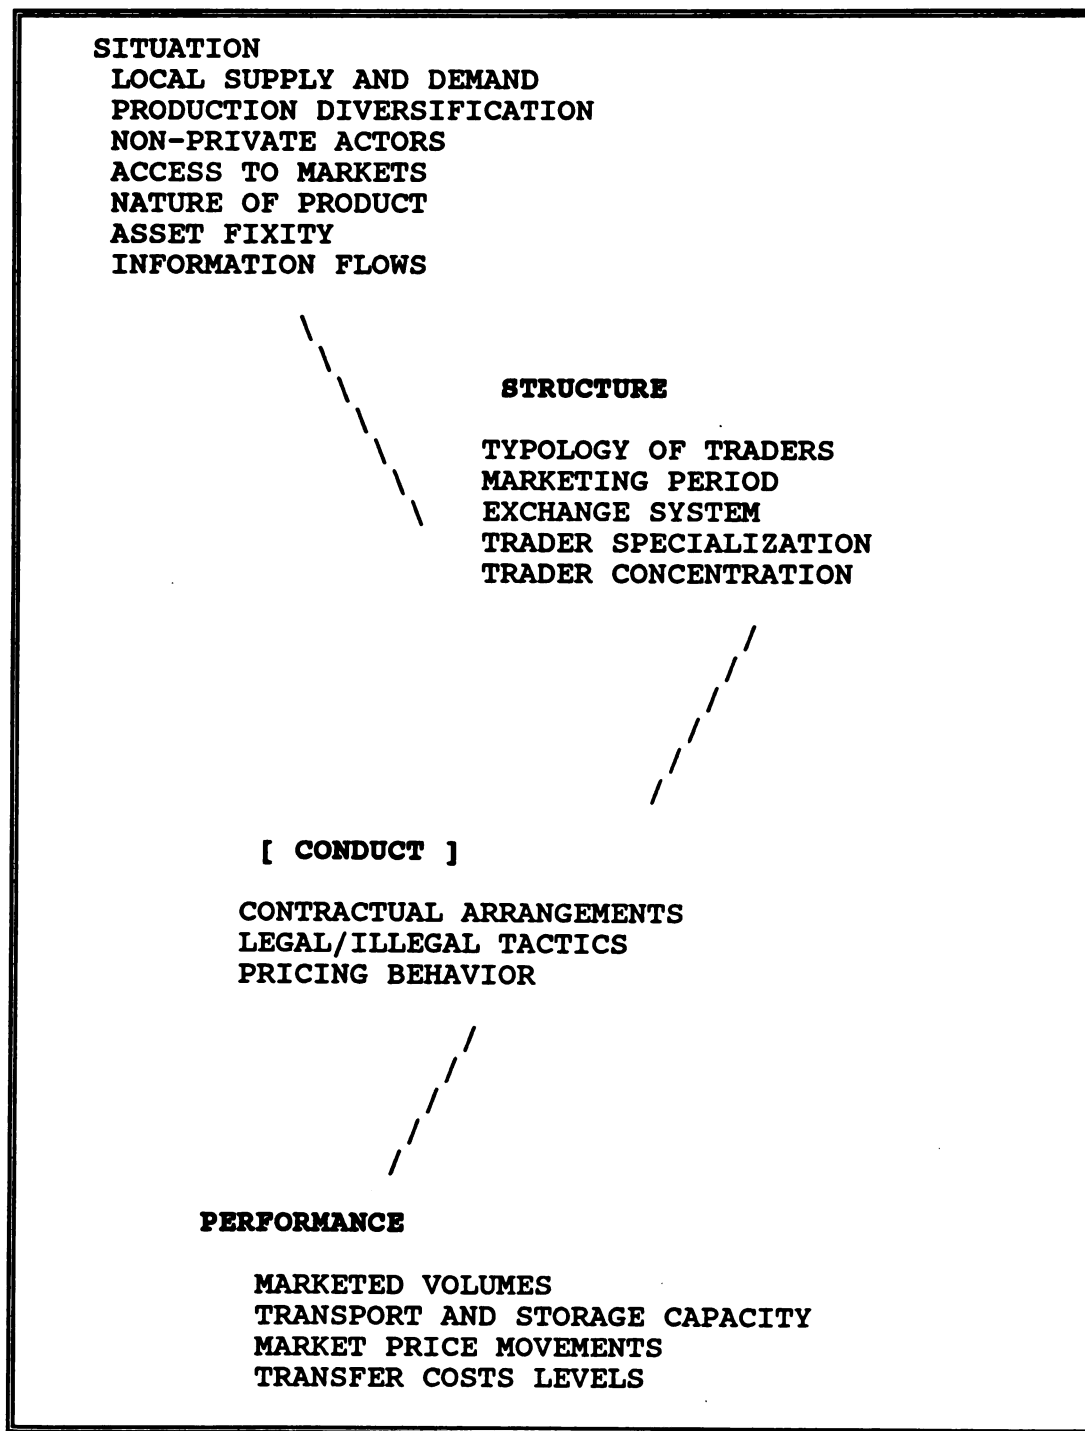 SITUATION
LOCAL SUPPLY AND DEMAND
PRODUCTION DIVERSIFICATION
NON-PRIVATE ACTORS
ACCESS TO MARKETS
NATURE OF PRODUCT
ASSET FIXITY
INFORMATION FLOWS
STRUCTURE
TYPOLOGY OF TRADERS
MARKETING PERIOD
EXCHANGE SYSTEM
TRADER SPECIALIZATION
TRADER CONCENTRATION
[ CONDUCT ]
CONTRACTUAL ARRANGEMENTS
LEGAL/ILLEGAL TACTICS
PRICING BEHAVIOR
PERFORMANCE
MARKETED VOLUMES
TRANSPORT AND STORAGE CAPACITY
MARKET PRICE MOVEMENTS
TRANSFER COSTS LEVELS